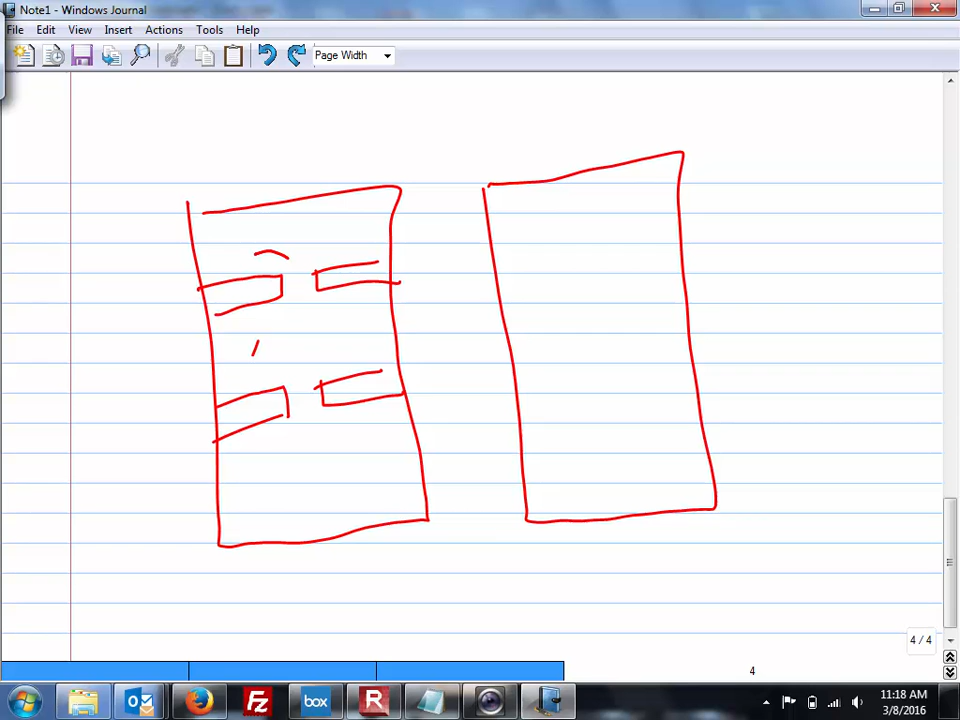 Note1 - Windows Journal
File Edit View Insert Actions Tools Help
Page Width
4 / 4
4
11:18 AM
3/8/2016